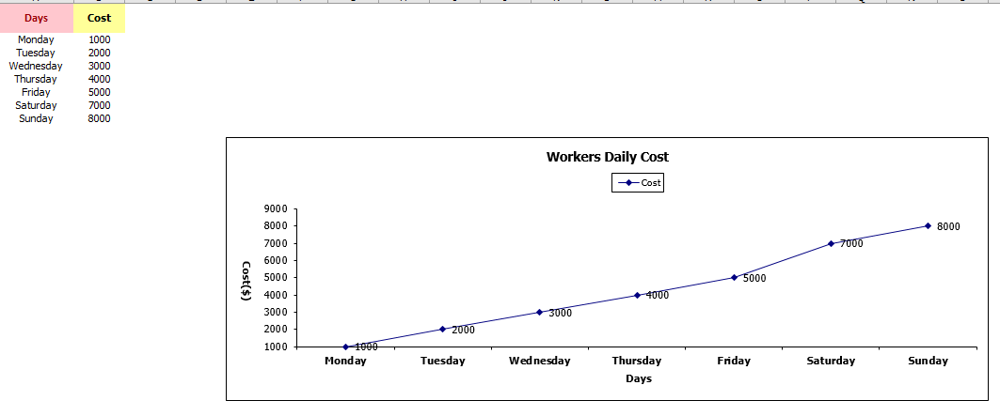 Days Cost
Monday 1000
Tuesday 2000
Wednesday 3000
Thursday 4000
Friday 5000
Saturday 7000
Sunday 8000
Workers Daily Cost
Cost
9000
8000
7000
6000
5000
4000
3000
2000
1000
Cost($)
1000
2000
3000
4000
5000
7000
8000
Monday Tuesday Wednesday Thursday Friday Saturday Sunday
Days